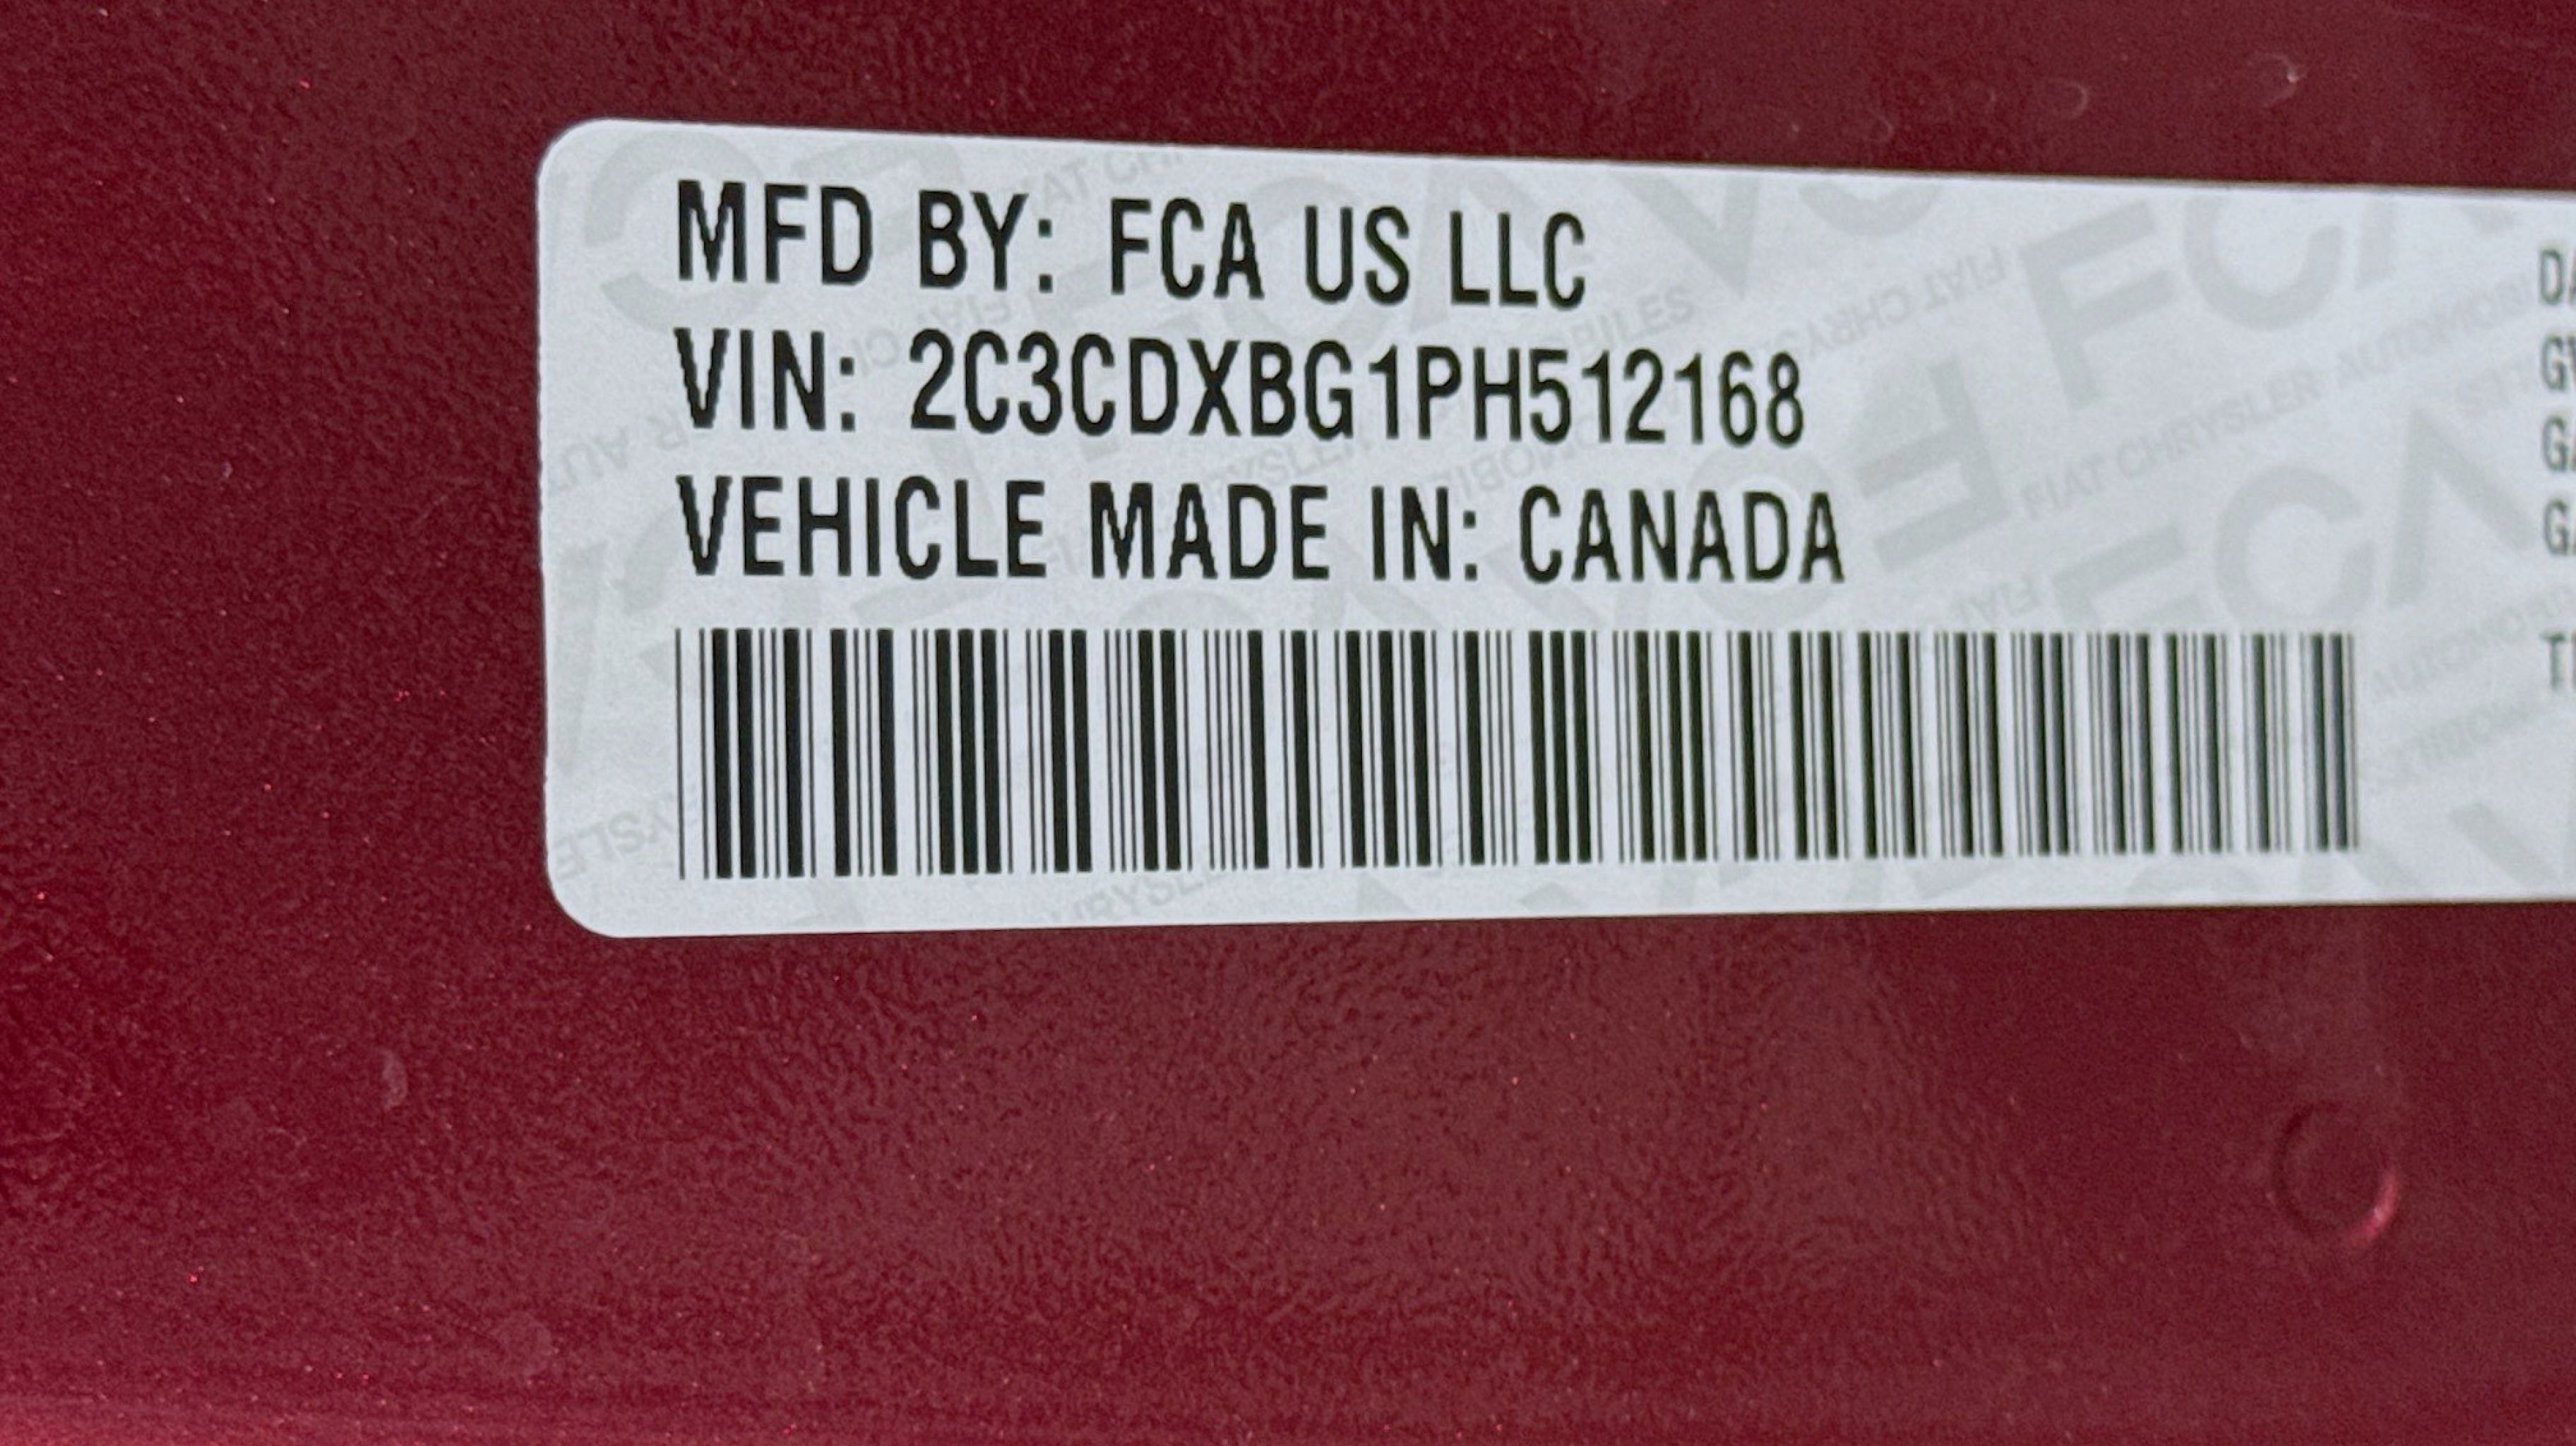 MFD BY: FCA US LLC
VIN: 2C3CDXBG1PH512168
VEHICLE MADE IN: CANADA